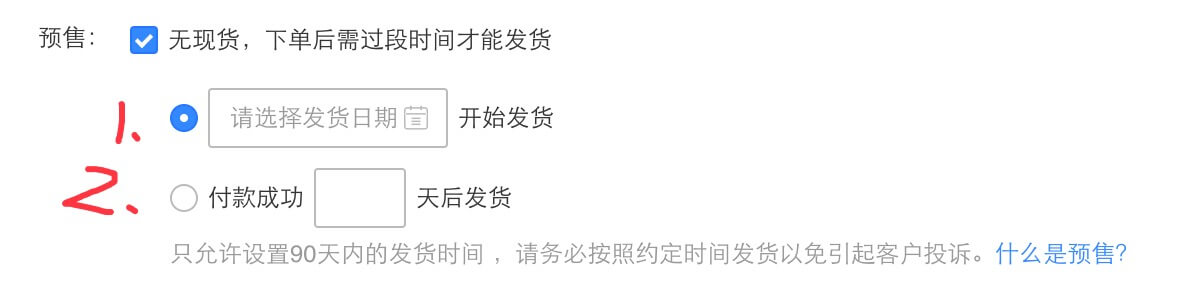 预售： 无现货，下单后需过段时间才能发货
1、 请选择发货日期 开始发货
2、 付款成功 天后发货
只允许设置90天内的发货时间 ，请务必按照约定时间发货以免引起客户投诉。什么是预售？